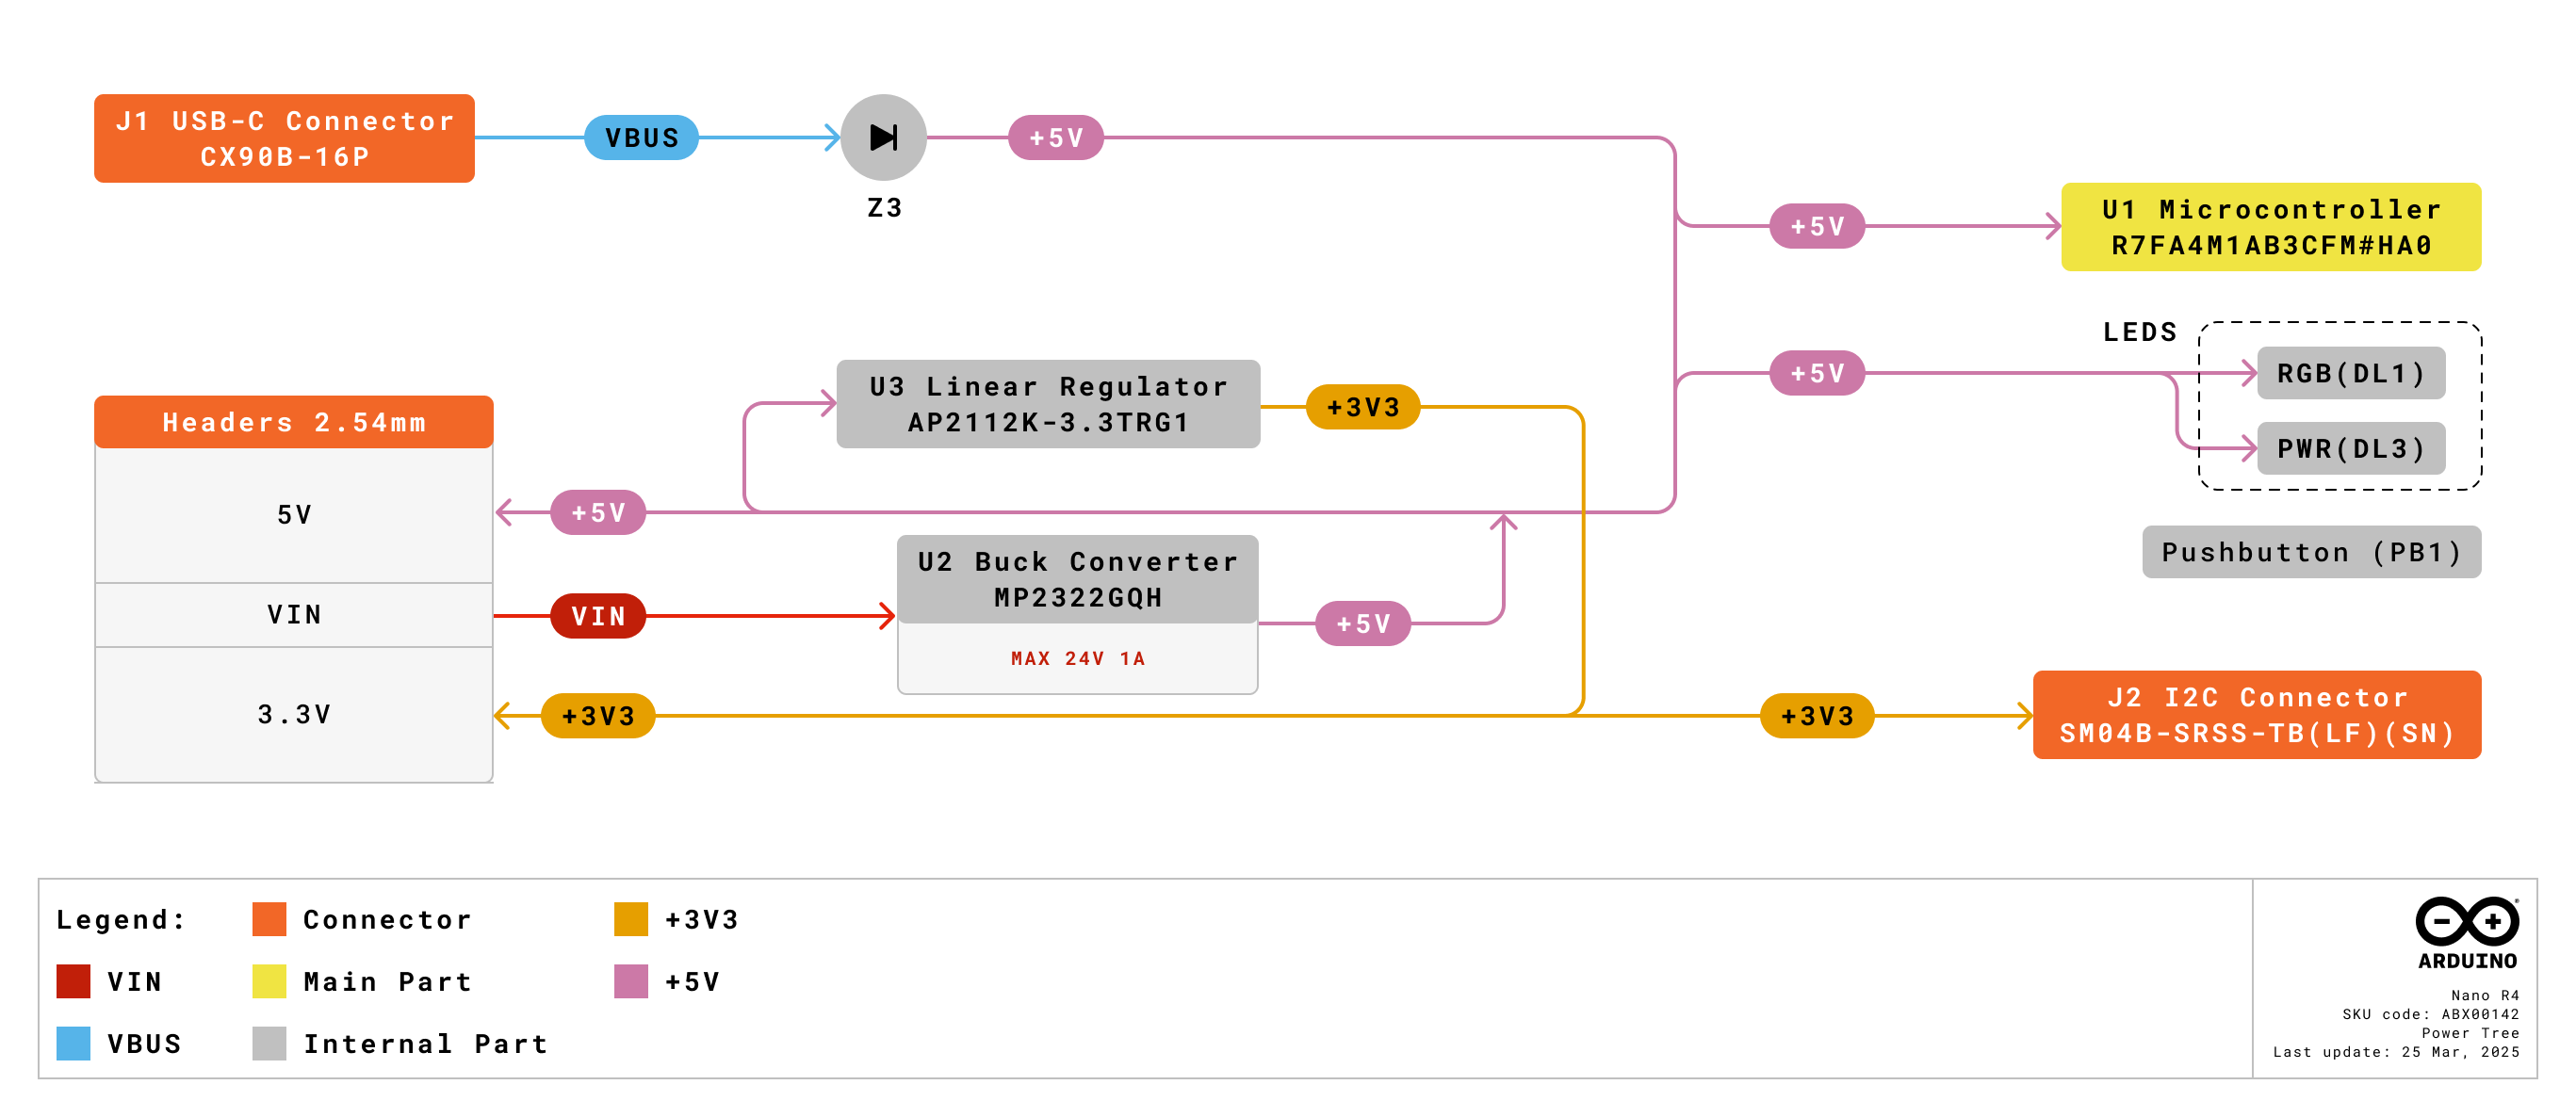 J1 USB-C Connector
CX90B-16P
VBUS
Z3
+5V
+5V
U1 Microcontroller
R7FA4M1AB3CFM#HA0
LEDS
+5V
RGB(DL1)
PWR(DL3)
Pushbutton (PB1)
U3 Linear Regulator
AP2112K-3.3TRG1
+3V3
Headers 2.54mm
5V
VIN
3.3V
+5V
VIN
+3V3
U2 Buck Converter
MP2322GQH
MAX 24V 1A
+5V
+3V3
J2 I2C Connector
SM04B-SRSS-TB(LF)(SN)
Legend:
VIN
VBUS
Connector
Main Part
Internal Part
+3V3
+5V
ARDUINO
Nano R4
SKU code: ABX00142
Power Tree
Last update: 25 Mar, 2025